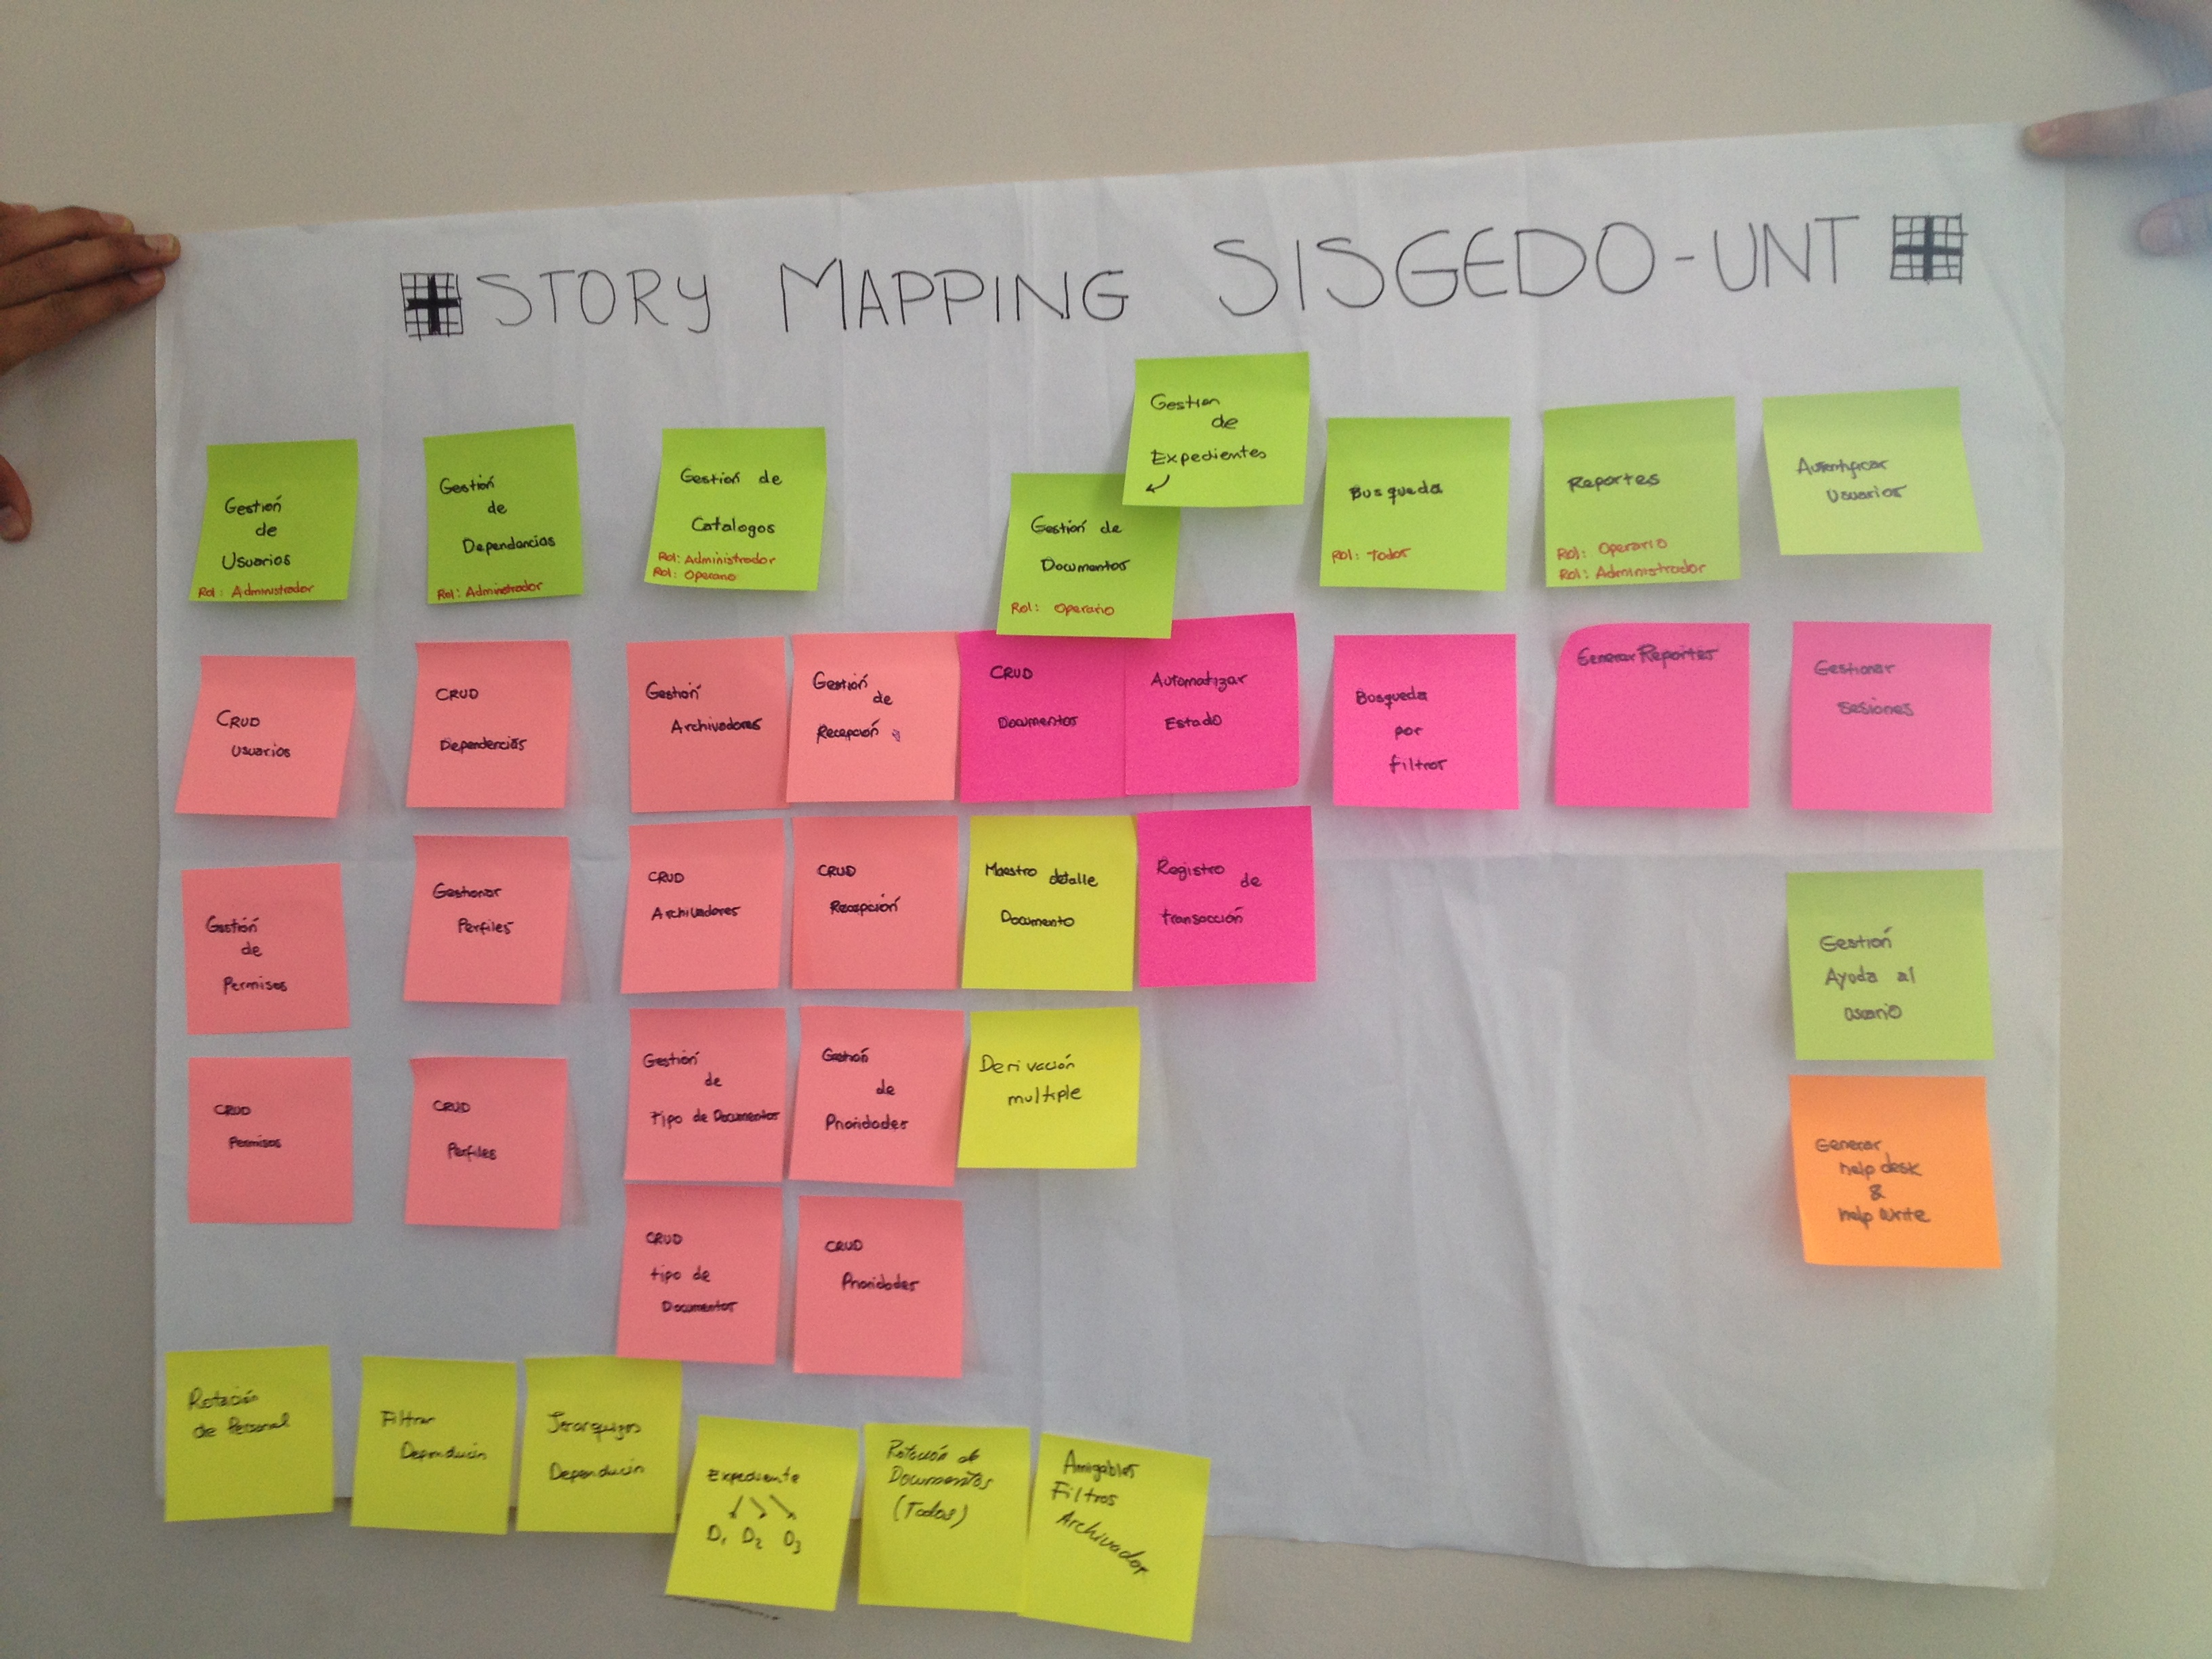 STORY MAPPING SISGEDO-UNT
Gestión
de
Usuarios
Rol: Administrador
Gestión
de
Dependencias
Rol: Administrador
Gestión de
Catalogos
Rol: Administrador
Rol: Operario
Gestion
de
Expedientes
Gestión de
Documentos
Rol: Operario
Busqueda
Rol: Todos
Reportes
Rol: Operario
Rol: Administrador
Autentificar
Usuarios
CRUD
Usuarios
CRUD
Dependencias
Gestión
Archivadores
Gestión
de
Recepción
CRUD
Documentos
Automatizar
Estado
Busqueda
por
filtros
Generar Reportes
Gestionar
Sesiones
Gestión
de
Permisos
Gestionar
Perfiles
CRUD
Archivadores
CRUD
Recepción
Maestro detalle
Documento
Registro
de
transacción
Gestión
Ayuda al
usuario
CRUD
Permisos
CRUD
Perfiles
Gestión
de
Tipo de Documentos
Gestión
de
Prioridades
Derivación
multiple
Generar
help desk
&
help write
CRUD
tipo de
Documentos
CRUD
Prioridades
Rotación
de Personal
Filtrar
Dependencia
Jerarquizas
Dependencia
Expediente
D1 D2 D3
Rotación de
Documentos
(Todos)
Amigables
Filtros
Archivador